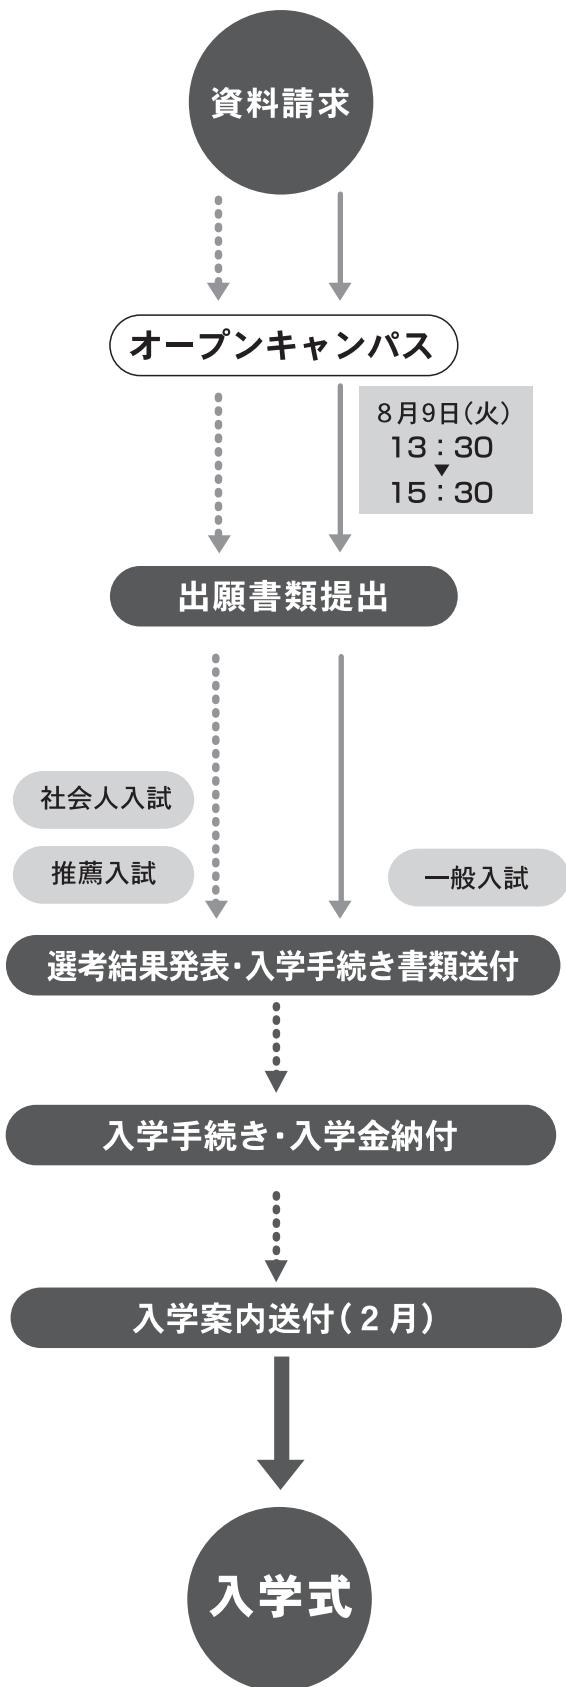 資料請求
オープンキャンパス
8月9日(火)
13:30
▼
15:30
出願書類提出
社会人入試
推薦入試
一般入試
選考結果発表・入学手続き書類送付
入学手続き・入学金納付
入学案内送付(2月)
入学式